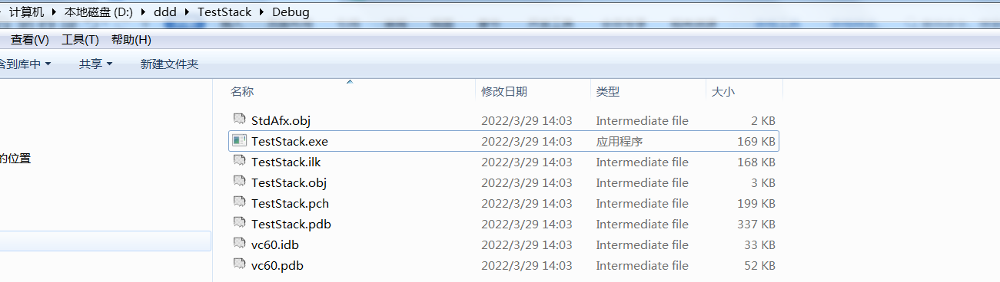 计算机 ▸ 本地磁盘 (D:) ▸ ddd ▸ TestStack ▸ Debug
查看(V) 工具(T) 帮助(H)
含到库中 共享 新建文件夹
名称 修改日期 类型 大小
StdAfx.obj 2022/3/29 14:03 Intermediate file 2 KB
TestStack.exe 2022/3/29 14:03 应用程序 169 KB
的位置
TestStack.ilk 2022/3/29 14:03 Intermediate file 168 KB
TestStack.obj 2022/3/29 14:03 Intermediate file 3 KB
TestStack.pch 2022/3/29 14:03 Intermediate file 199 KB
TestStack.pdb 2022/3/29 14:03 Intermediate file 337 KB
vc60.idb 2022/3/29 14:03 Intermediate file 33 KB
vc60.pdb 2022/3/29 14:03 Intermediate file 52 KB